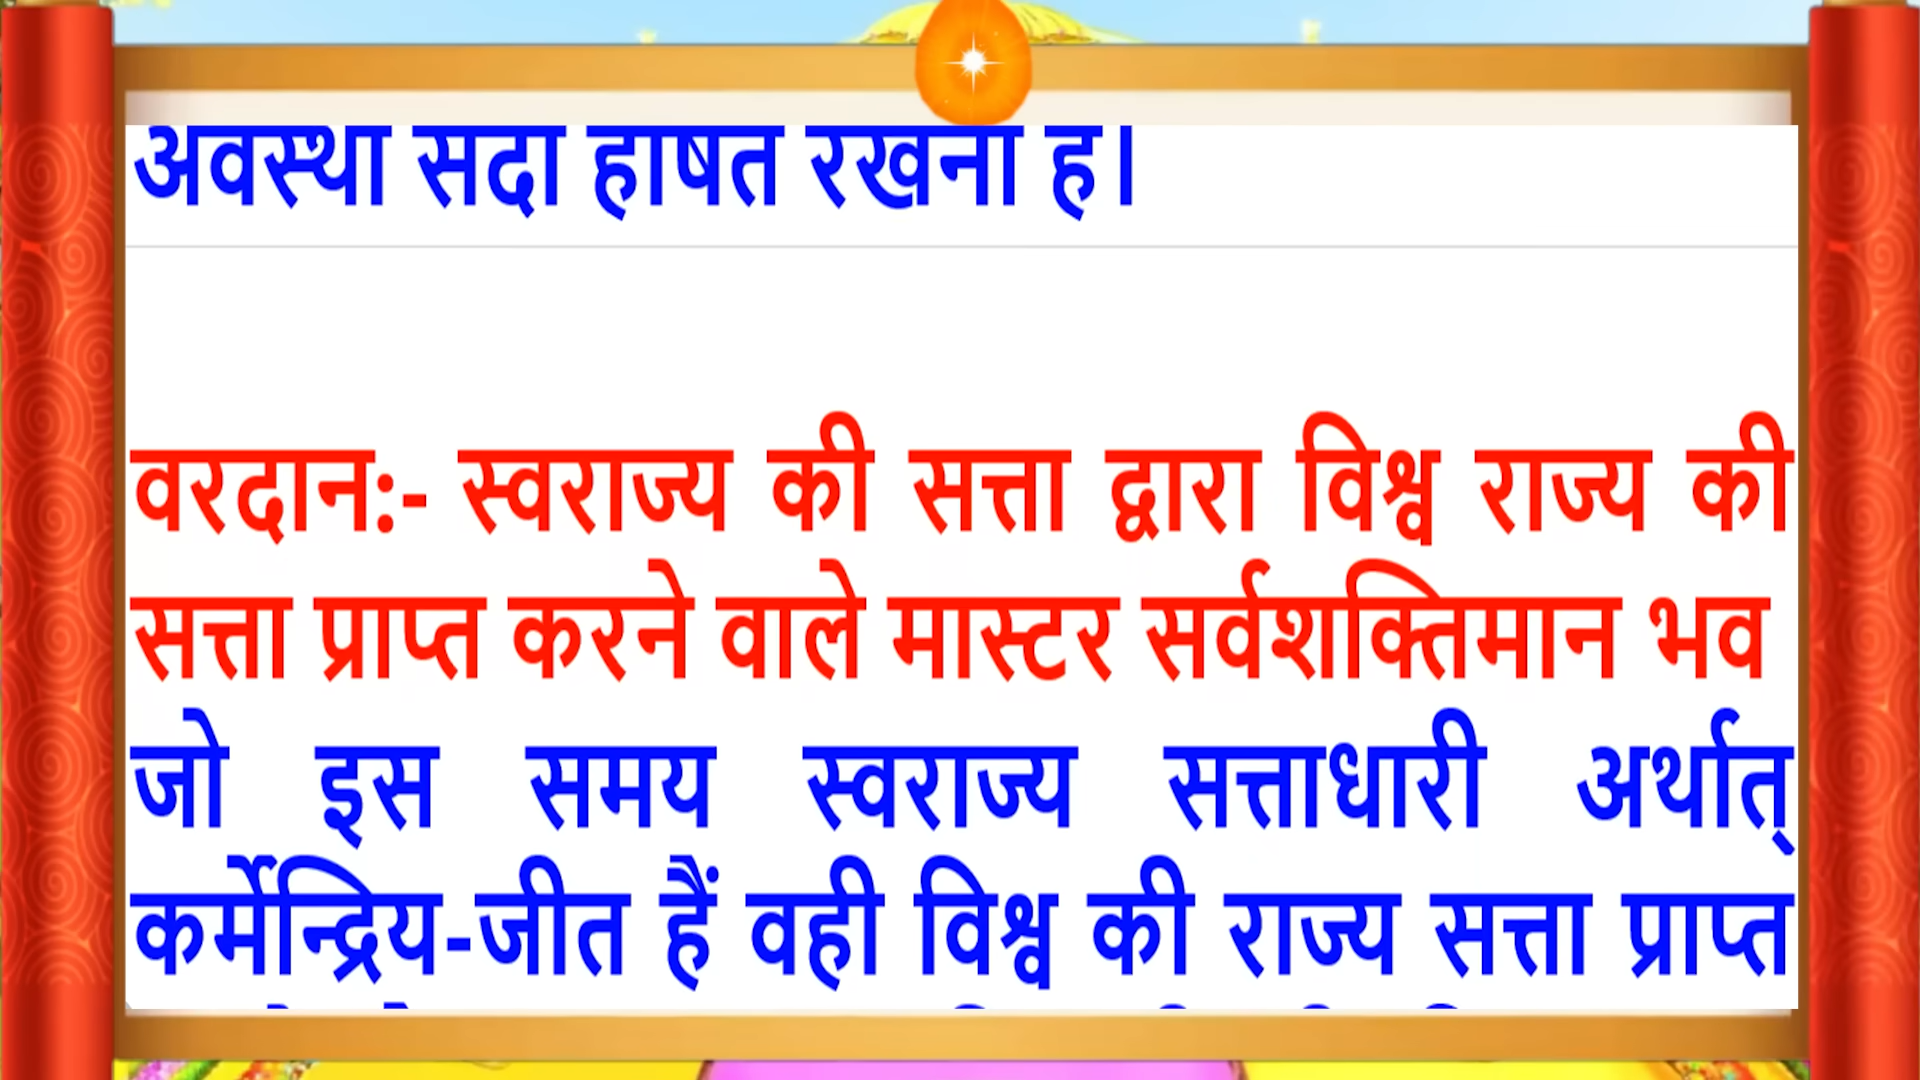 अवस्था सदा हर्षित रखनी है।
वरदान:- स्वराज्य की सत्ता द्वारा विश्व राज्य की
सत्ता प्राप्त करने वाले मास्टर सर्वशक्तिमान भव
जो इस समय स्वराज्य सत्ताधारी अर्थात्
कर्मेन्द्रिय-जीत हैं वही विश्व की राज्य सत्ता प्राप्त